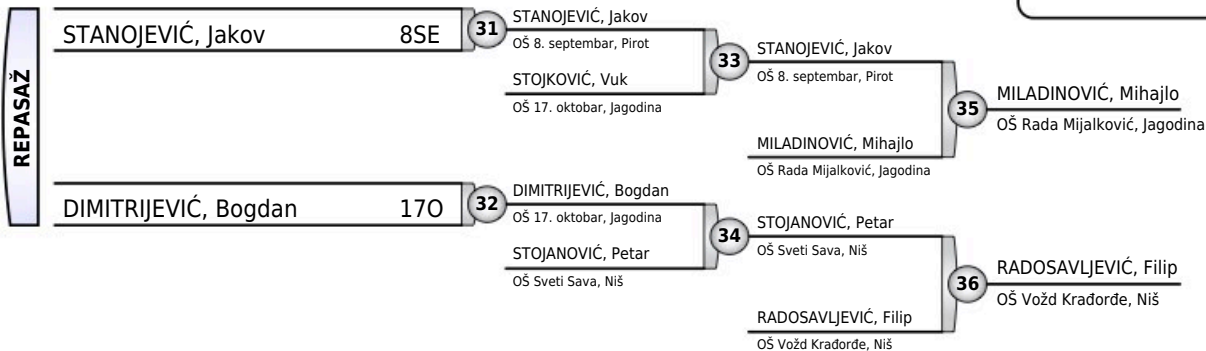 REPASAŽ
STANOJEVIĆ, Jakov 8SE
DIMITRIJEVIĆ, Bogdan 17O
31
32
STANOJEVIĆ, Jakov
OŠ 8. septembar, Pirot
STOJKOVIĆ, Vuk
OŠ 17. oktobar, Jagodina
DIMITRIJEVIĆ, Bogdan
OŠ 17. oktobar, Jagodina
STOJANOVIĆ, Petar
OŠ Sveti Sava, Niš
33
34
STANOJEVIĆ, Jakov
OŠ 8. septembar, Pirot
MILADINOVIĆ, Mihajlo
OŠ Rada Mijalković, Jagodina
STOJANOVIĆ, Petar
OŠ Sveti Sava, Niš
RADOSAVLJEVIĆ, Filip
OŠ Vožd Krađorđe, Niš
35
36
MILADINOVIĆ, Mihajlo
OŠ Rada Mijalković, Jagodina
RADOSAVLJEVIĆ, Filip
OŠ Vožd Krađorđe, Niš